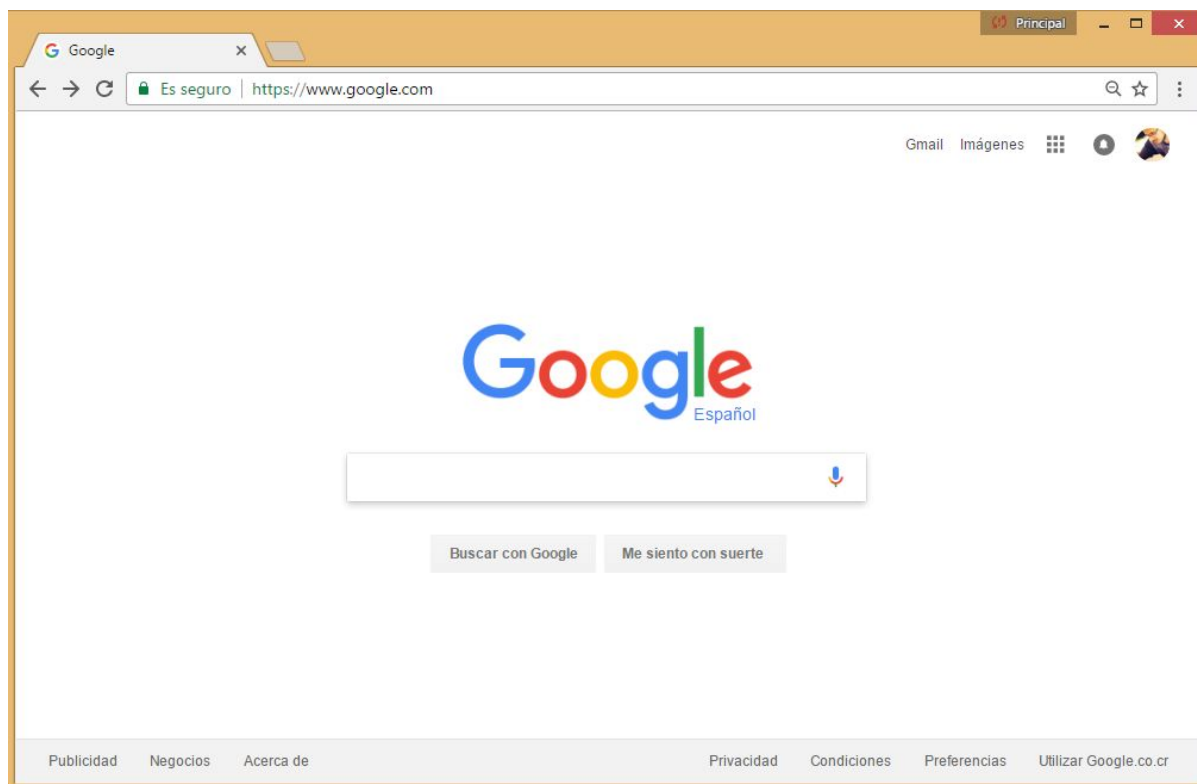 Principal
Google
Es seguro https://www.google.com
Gmail Imágenes
Google
Español
Buscar con Google Me siento con suerte
Publicidad Negocios Acerca de Privacidad Condiciones Preferencias Utilizar Google.co.cr